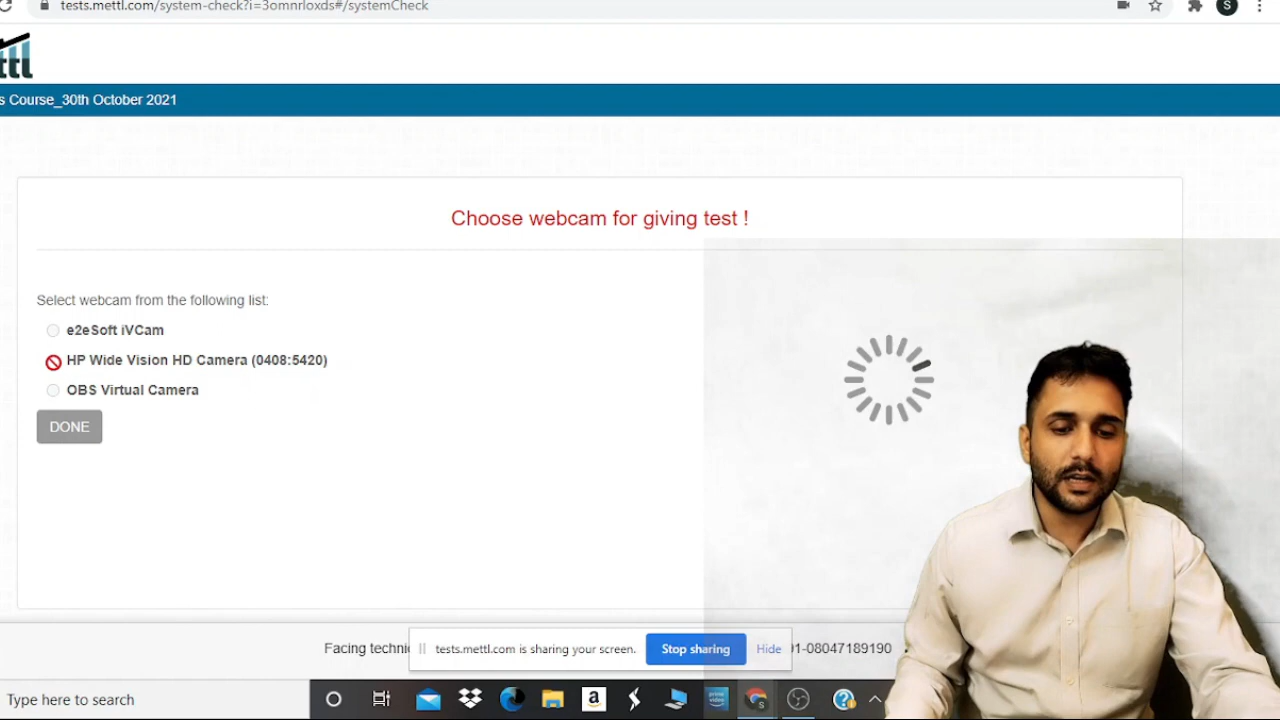 tests.mettl.com/system-check?i=3omnrloxds#/systemCheck
S
ttl
s Course_30th October 2021
Choose webcam for giving test !
Select webcam from the following list:
e2eSoft iVCam
HP Wide Vision HD Camera (0408:5420)
OBS Virtual Camera
DONE
Facing techni
tests.mettl.com is sharing your screen.
Stop sharing
Hide
1-08047189190
Type here to search
prime video